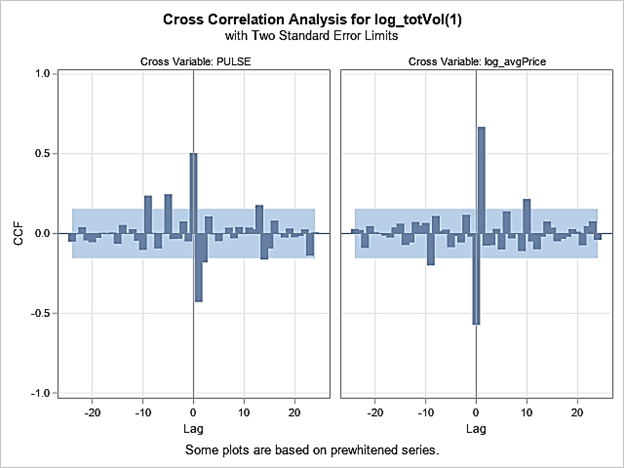 Cross Correlation Analysis for log_totVol(1)
with Two Standard Error Limits
Cross Variable: PULSE
Cross Variable: log_avgPrice
1.0
0.5
0.0
-0.5
-1.0
CCF
-20 -10 0 10 20
-20 -10 0 10 20
Lag
Lag
Some plots are based on prewhitened series.